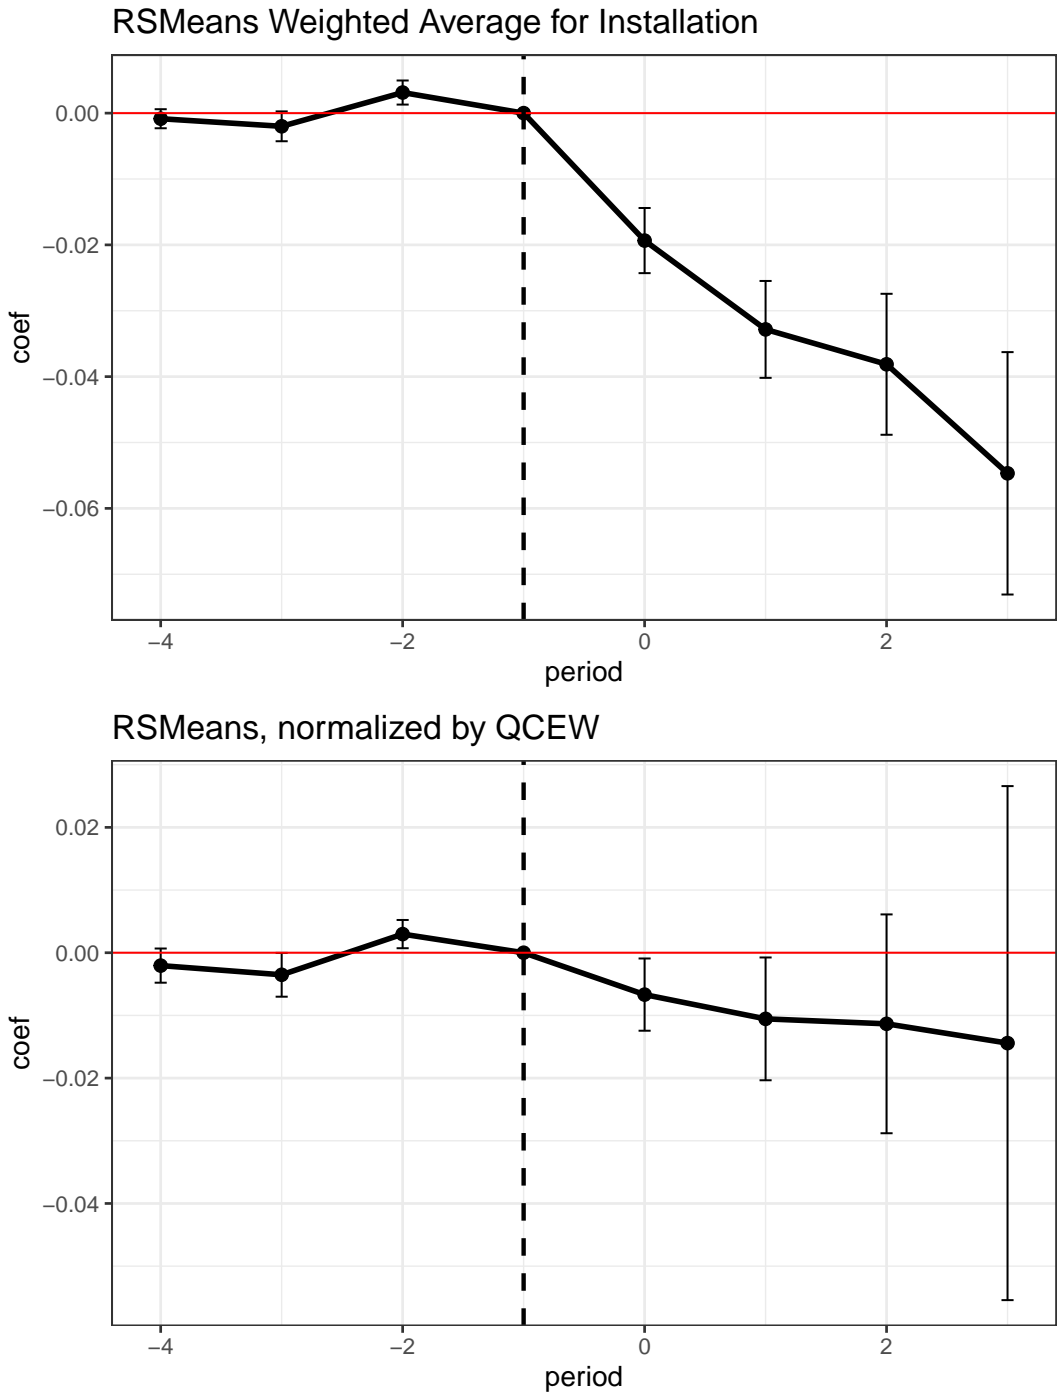 RSMeans Weighted Average for Installation
0.00
−0.02
−0.04
−0.06
coef
−4
−2
0
2
period
RSMeans, normalized by QCEW
0.02
0.00
−0.02
−0.04
coef
−4
−2
0
2
period